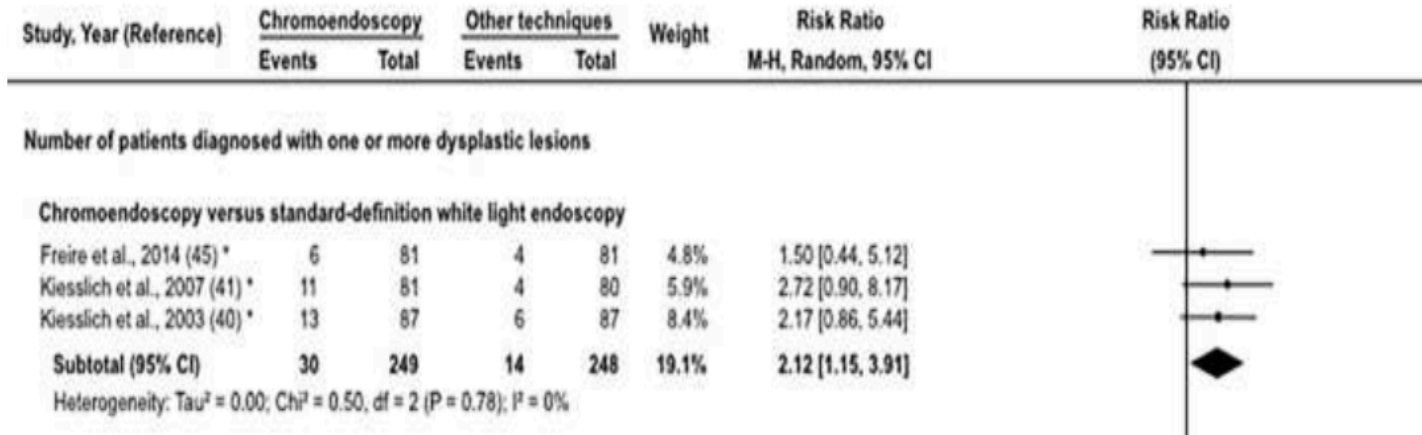 Study, Year (Reference) Chromoendoscopy Other techniques Weight Risk Ratio Risk Ratio
Events Total Events Total M-H, Random, 95% CI (95% CI)
Number of patients diagnosed with one or more dysplastic lesions
Chromoendoscopy versus standard-definition white light endoscopy
Freire et al., 2014 (45) * 6 81 4 81 4.8% 1.50 [0.44, 5.12]
Kiesslich et al., 2007 (41) * 11 81 4 80 5.9% 2.72 [0.90, 8.17]
Kiesslich et al., 2003 (40) * 13 87 6 87 8.4% 2.17 [0.86, 5.44]
Subtotal (95% CI) 30 249 14 248 19.1% 2.12 [1.15, 3.91]
Heterogeneity: Tau² = 0.00; Chi² = 0.50, df = 2 (P = 0.78); I² = 0%